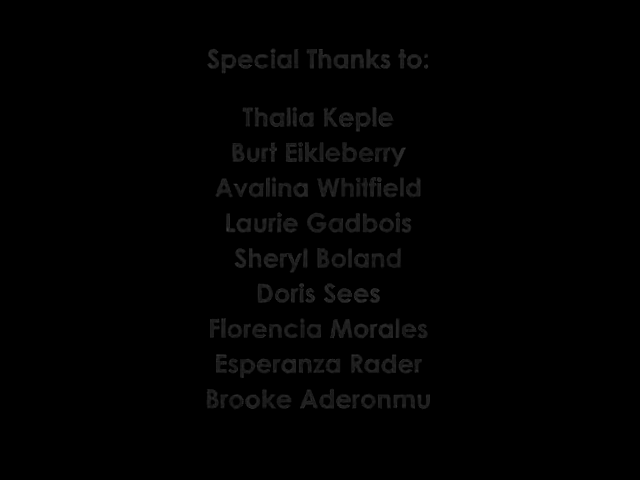 Special Thanks to:
Thalia Keple
Burt Eikleberry
Avalina Whitfield
Laurie Gadbois
Sheryl Boland
Doris Sees
Florencia Morales
Esperanza Rader
Brooke Aderonmu